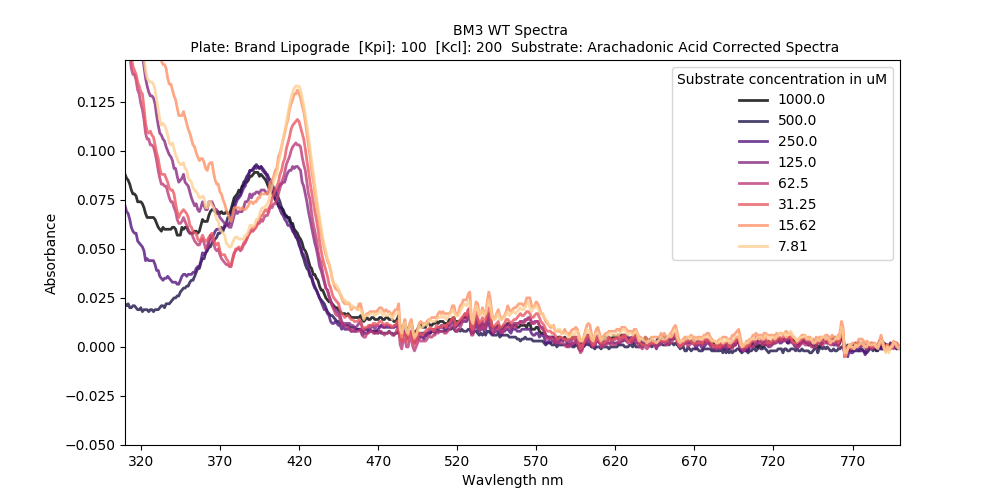 BM3 WT Spectra
Plate: Brand Lipograde  [Kpi]: 100  [Kcl]: 200  Substrate: Arachadonic Acid Corrected Spectra
Substrate concentration in uM
1000.0
500.0
250.0
125.0
62.5
31.25
15.62
7.81
Absorbance
0.125
0.100
0.075
0.050
0.025
0.000
−0.025
−0.050
320 370 420 470 520 570 620 670 720 770
Wavlength nm